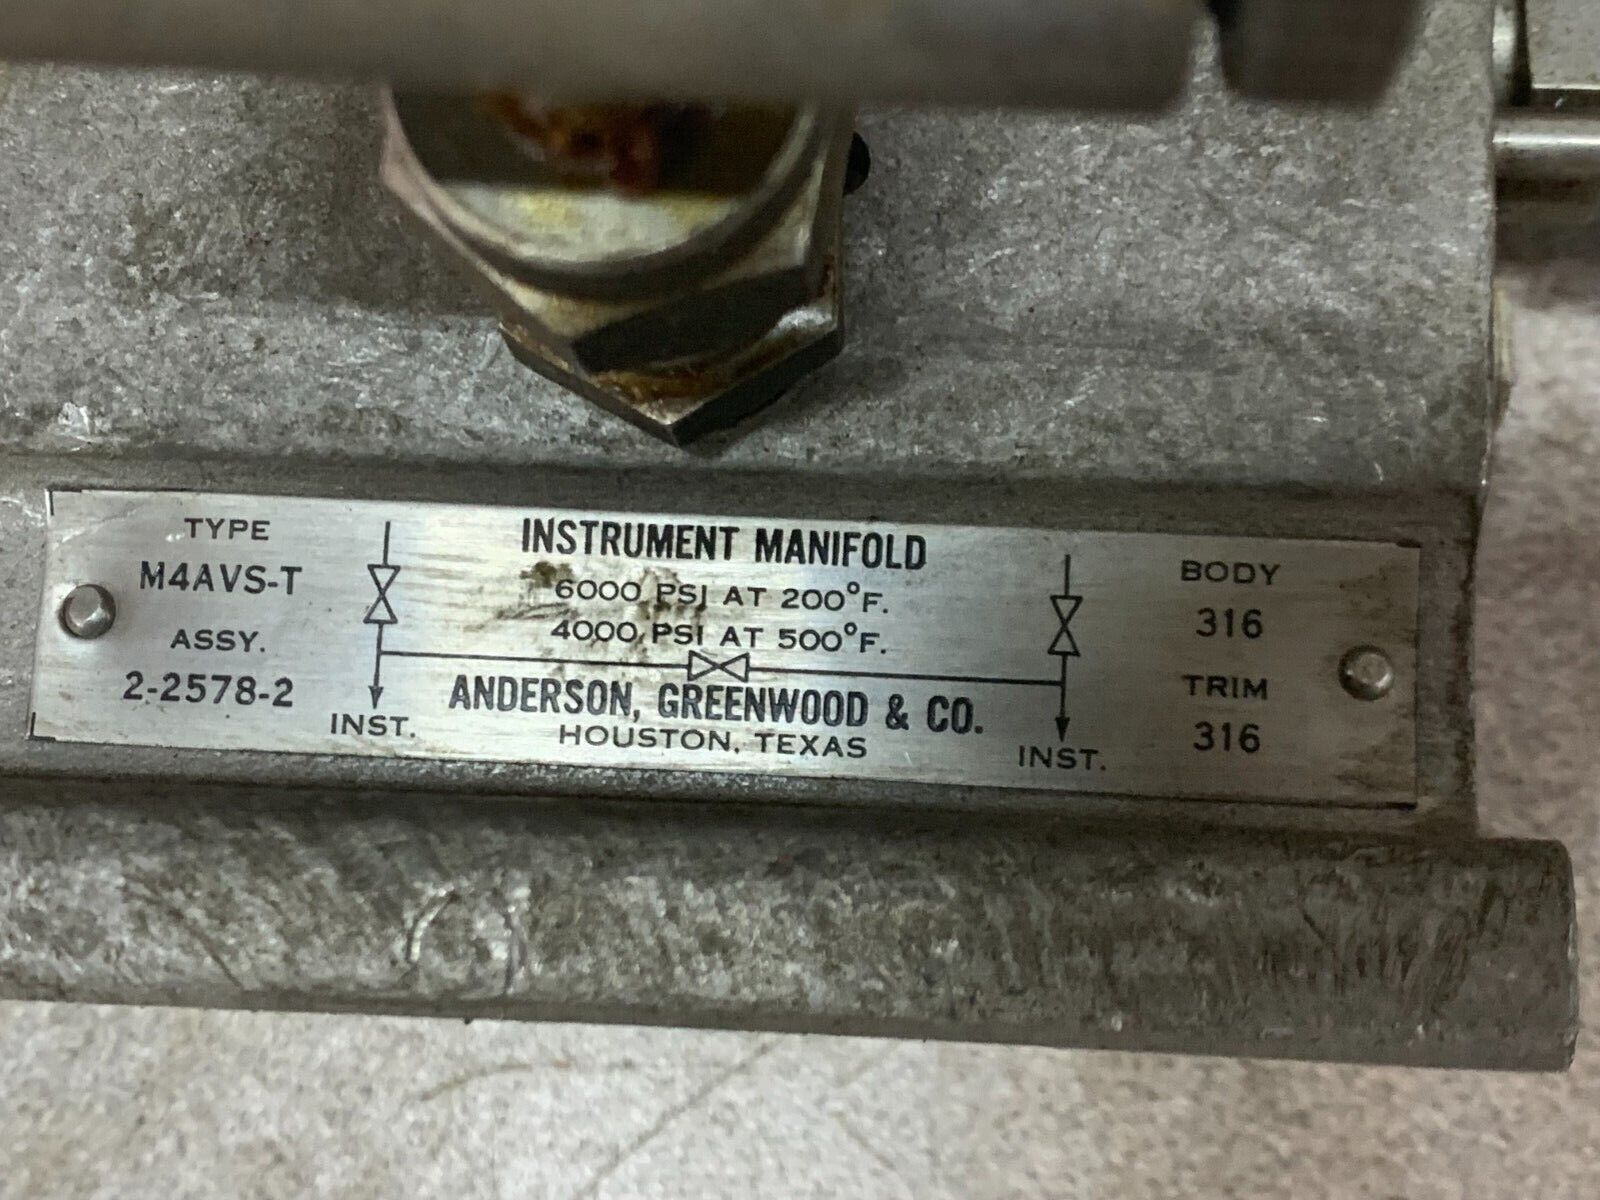 TYPE
M4AVS-T
ASSY.
2-2578-2
INST.
INSTRUMENT MANIFOLD
6000 PSI AT 200°F.
4000 PSI AT 500°F.
ANDERSON, GREENWOOD & CO.
HOUSTON, TEXAS
INST.
BODY
316
TRIM
316